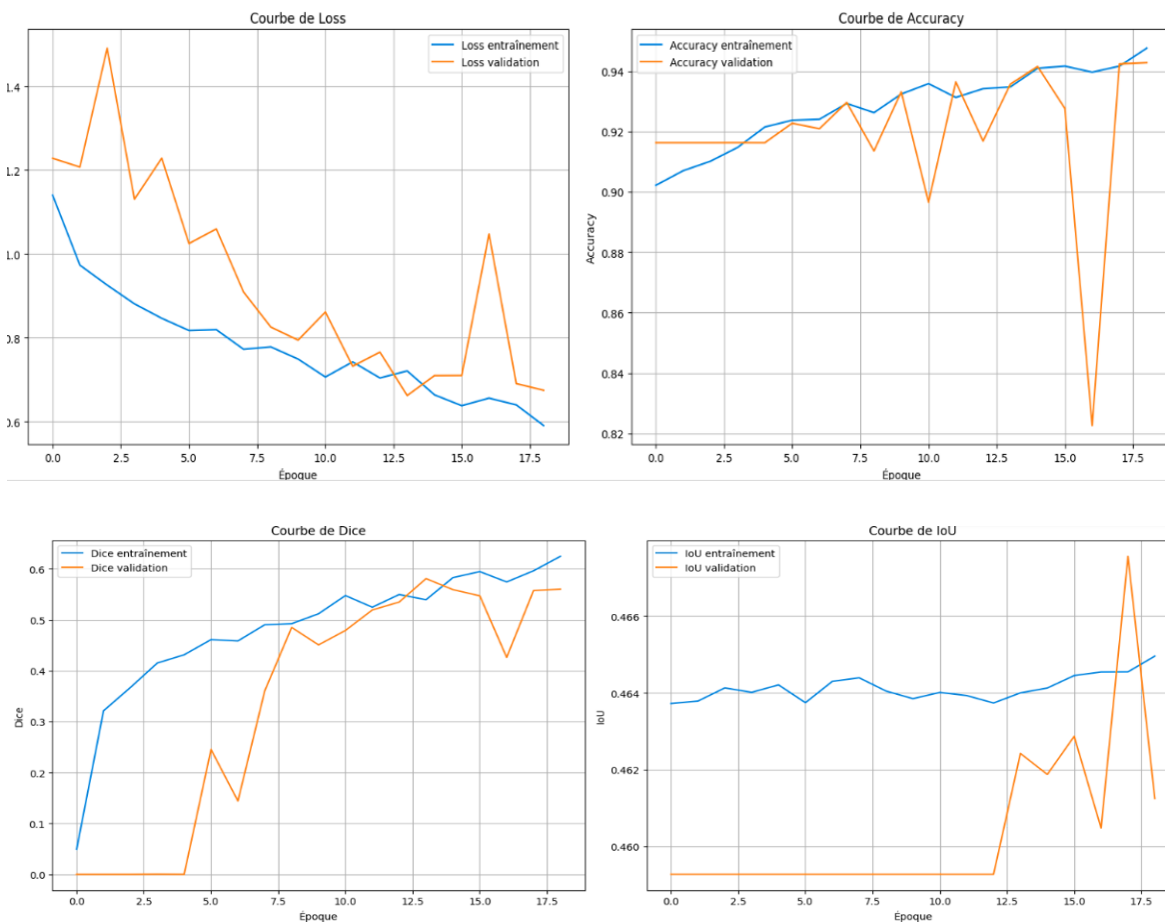 Courbe de Loss
Loss entraînement
Loss validation
1.4
1.2
1.0
0.8
0.6
0.0 2.5 5.0 7.5 10.0 12.5 15.0 17.5
Époque
Courbe de Accuracy
Accuracy entraînement
Accuracy validation
Accuracy
0.94
0.92
0.90
0.88
0.86
0.84
0.82
0.0 2.5 5.0 7.5 10.0 12.5 15.0 17.5
Époque
Courbe de Dice
Dice entraînement
Dice validation
Dice
0.6
0.5
0.4
0.3
0.2
0.1
0.0
0.0 2.5 5.0 7.5 10.0 12.5 15.0 17.5
Époque
Courbe de IoU
IoU entraînement
IoU validation
IoU
0.466
0.464
0.462
0.460
0.0 2.5 5.0 7.5 10.0 12.5 15.0 17.5
Époque